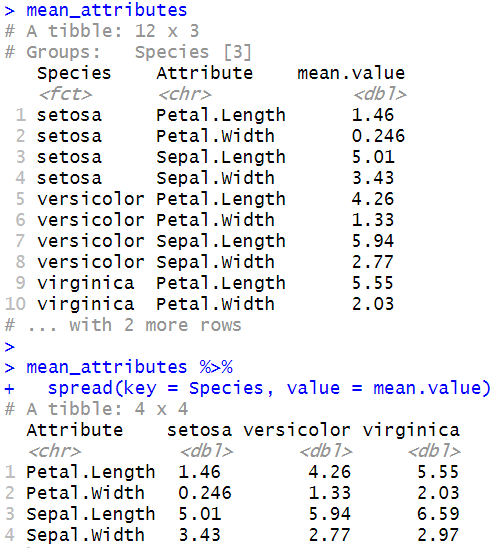 > mean_attributes
# A tibble: 12 x 3
# Groups:   Species [3]
   Species    Attribute    mean.value
   <fct>      <chr>             <dbl>
 1 setosa     Petal.Length      1.46
 2 setosa     Petal.Width       0.246
 3 setosa     Sepal.Length      5.01
 4 setosa     Sepal.Width       3.43
 5 versicolor Petal.Length      4.26
 6 versicolor Petal.Width       1.33
 7 versicolor Sepal.Length      5.94
 8 versicolor Sepal.Width       2.77
 9 virginica  Petal.Length      5.55
10 virginica  Petal.Width       2.03
# ... with 2 more rows
>
> mean_attributes %>%
+   spread(key = Species, value = mean.value)
# A tibble: 4 x 4
  Attribute    setosa versicolor virginica
  <chr>         <dbl>      <dbl>     <dbl>
1 Petal.Length  1.46        4.26      5.55
2 Petal.Width   0.246       1.33      2.03
3 Sepal.Length  5.01        5.94      6.59
4 Sepal.Width   3.43        2.77      2.97